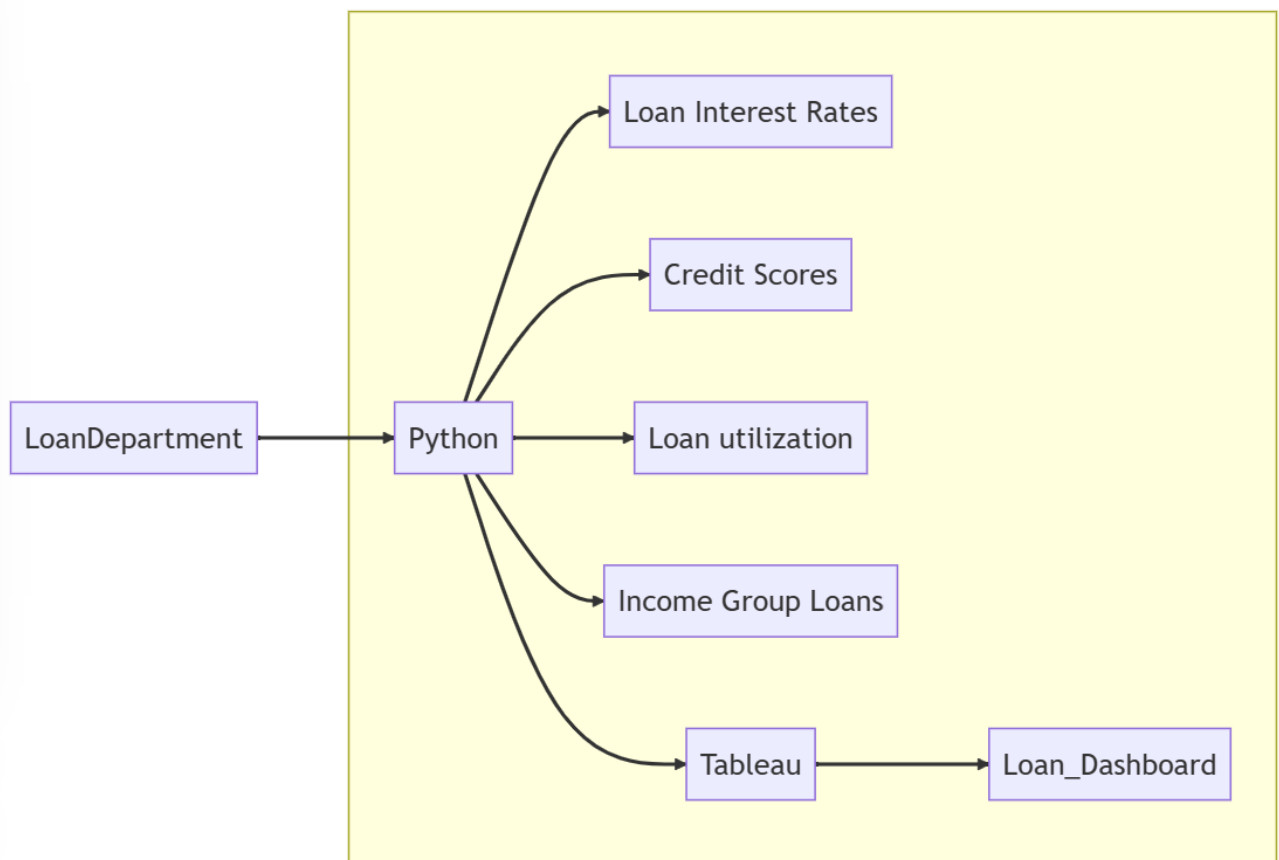 Loan Interest Rates
Credit Scores
LoanDepartment
Python
Loan utilization
Income Group Loans
Tableau
Loan_Dashboard